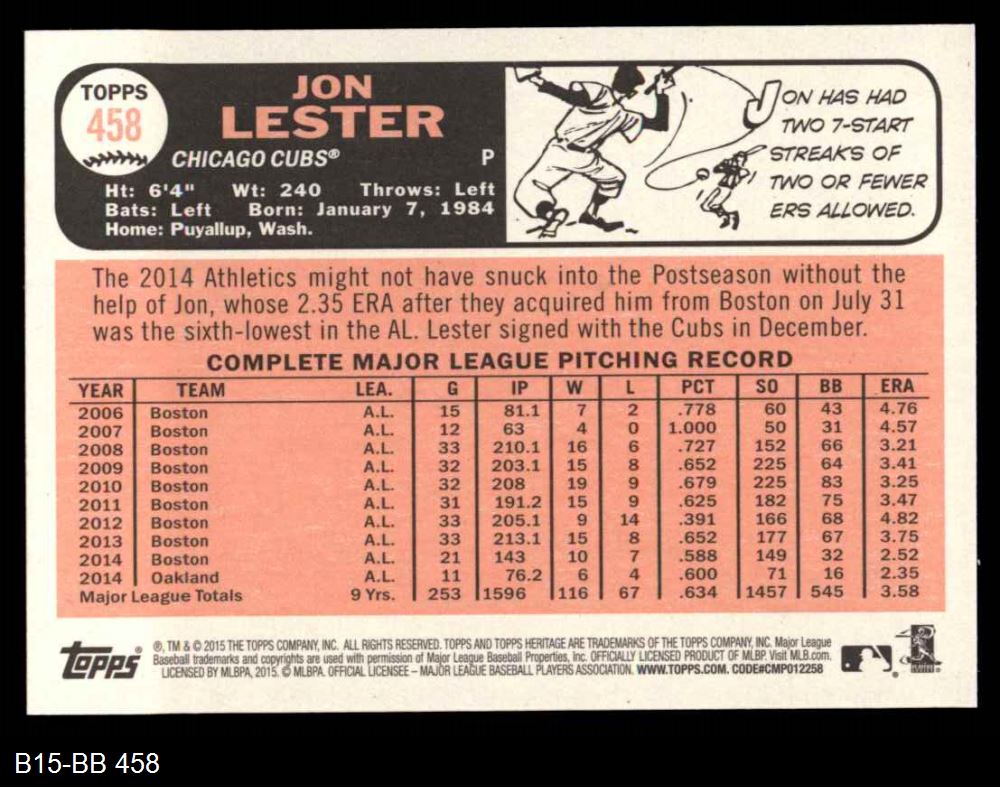 TOPPS
458
JON
LESTER
CHICAGO CUBS® P
Ht: 6'4" Wt: 240 Throws: Left
Bats: Left Born: January 7, 1984
Home: Puyallup, Wash.
JON HAS HAD
TWO 7-START
STREAKS OF
TWO OR FEWER
ERS ALLOWED.
The 2014 Athletics might not have snuck into the Postseason without the
help of Jon, whose 2.35 ERA after they acquired him from Boston on July 31
was the sixth-lowest in the AL. Lester signed with the Cubs in December.
COMPLETE MAJOR LEAGUE PITCHING RECORD
YEAR TEAM LEA. G IP W L PCT SO BB ERA
2006 Boston A.L. 15 81.1 7 2 .778 60 43 4.76
2007 Boston A.L. 12 63 4 0 1.000 50 31 4.57
2008 Boston A.L. 33 210.1 16 6 .727 152 66 3.21
2009 Boston A.L. 32 203.1 15 8 .652 225 64 3.41
2010 Boston A.L. 32 208 19 9 .679 225 83 3.25
2011 Boston A.L. 31 191.2 15 9 .625 182 75 3.47
2012 Boston A.L. 33 205.1 9 14 .391 166 68 4.82
2013 Boston A.L. 33 213.1 15 8 .652 177 67 3.75
2014 Boston A.L. 21 143 10 7 .588 149 32 2.52
2014 Oakland A.L. 11 76.2 6 4 .600 71 16 2.35
Major League Totals 9 Yrs. 253 1596 116 67 .634 1457 545 3.58
topps®
®, TM & © 2015 THE TOPPS COMPANY, INC. ALL RIGHTS RESERVED. TOPPS AND TOPPS HERITAGE ARE TRADEMARKS OF THE TOPPS COMPANY, INC. Major League
Baseball trademarks and copyrights are used with permission of Major League Baseball Properties, Inc. OFFICIALLY LICENSED PRODUCT OF MLBP. Visit MLB.com.
LICENSED BY MLBPA, 2015. © MLBPA. OFFICIAL LICENSEE – MAJOR LEAGUE BASEBALL PLAYERS ASSOCIATION. WWW.TOPPS.COM. CODE#CMP012258
B15-BB 458